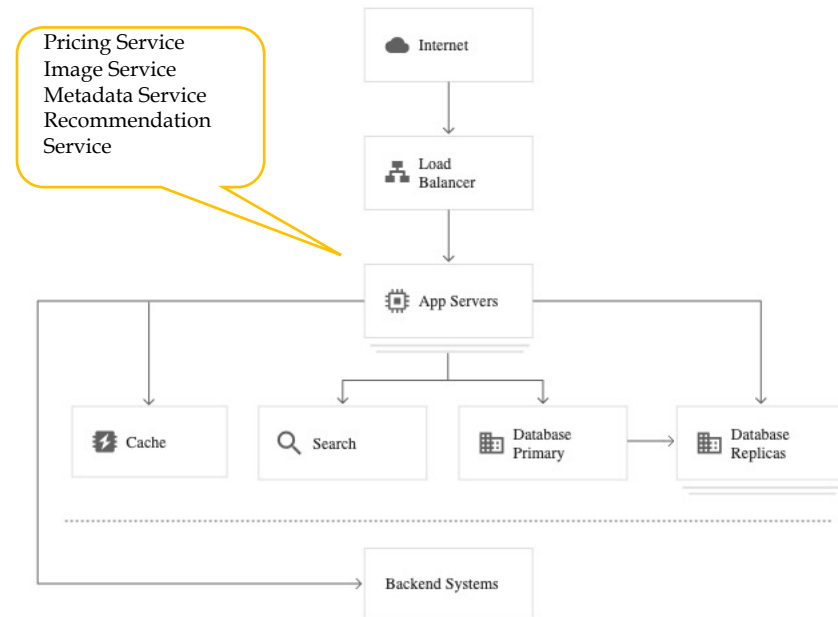 Pricing Service
Image Service
Metadada Service
Recommendation
Service
Internet
Load
Balancer
App Servers
Cache
Search
Database
Primary
Database
Replicas
Backend Systems